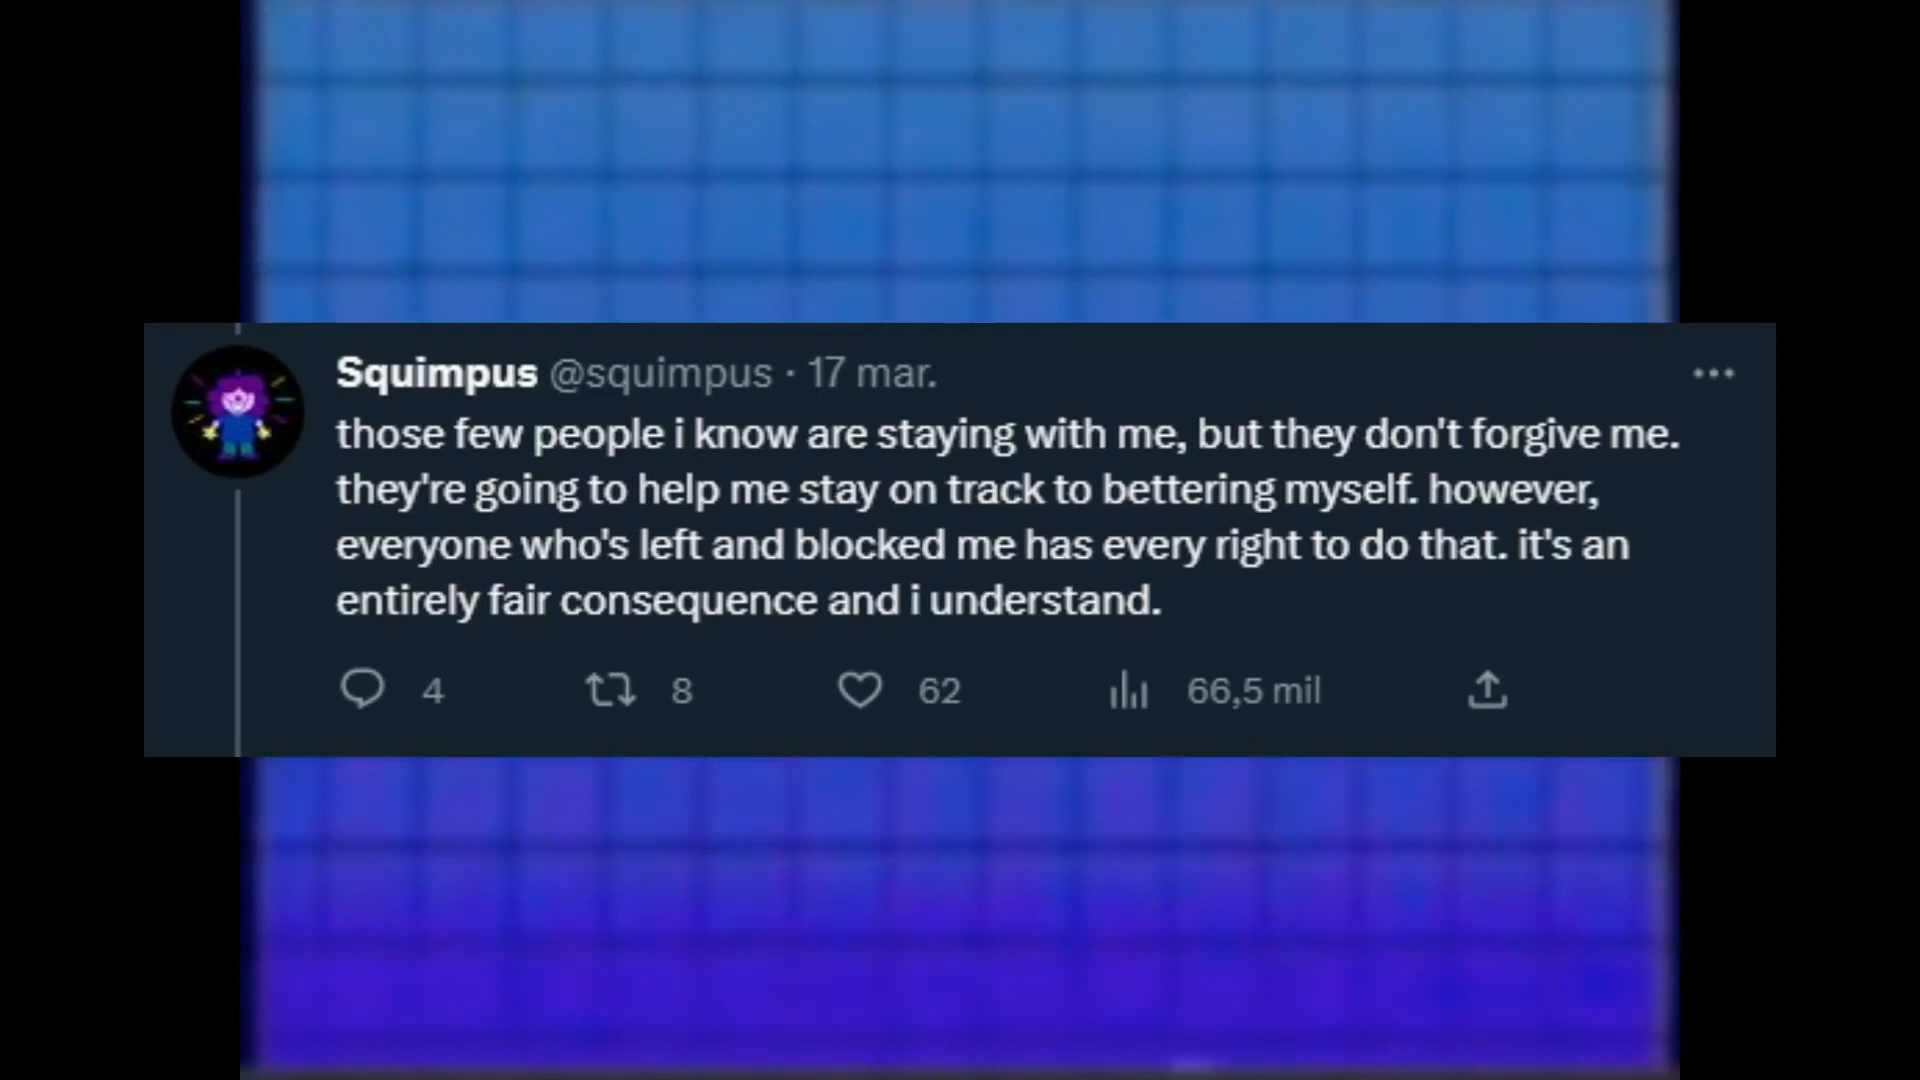 Squimpus @squimpus · 17 mar.
those few people i know are staying with me, but they don't forgive me.
they're going to help me stay on track to bettering myself. however,
everyone who's left and blocked me has every right to do that. it's an
entirely fair consequence and i understand.
4 8 62 66,5 mil